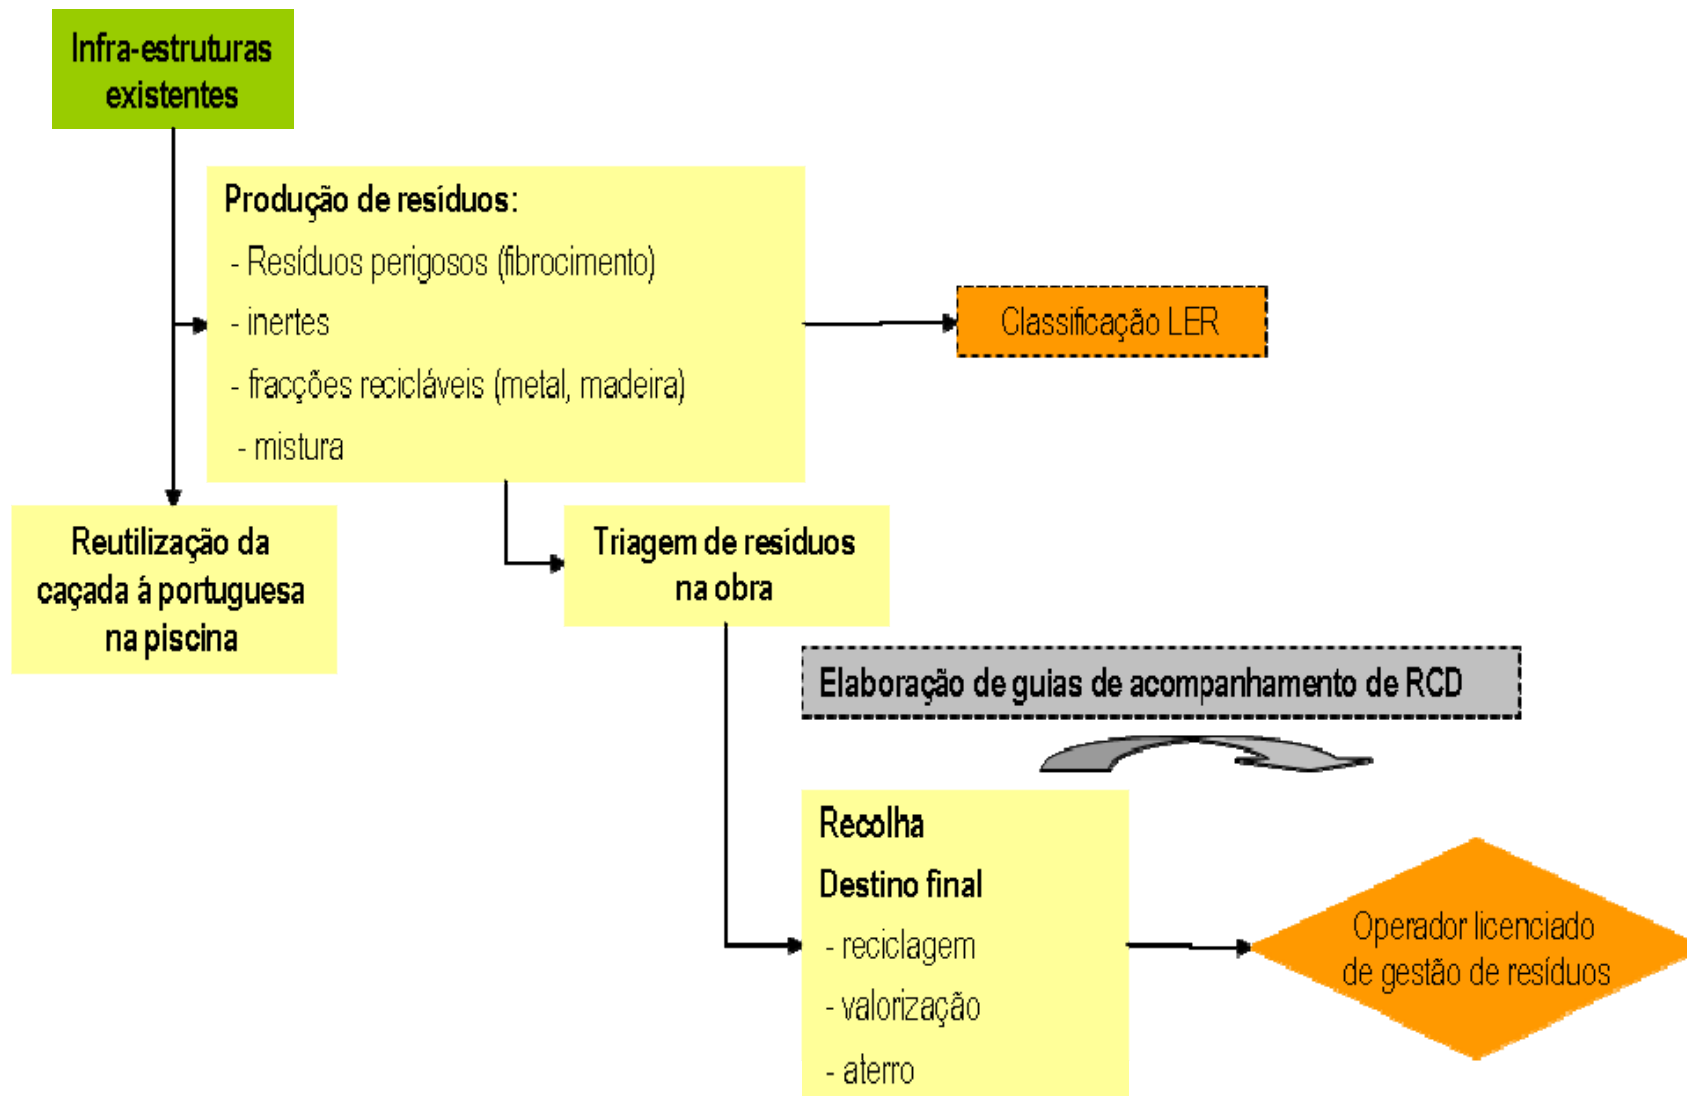 Infra-estruturas
existentes
Produção de resíduos:
- Resíduos perigosos (fibrocimento)
- inertes
- fracções recicláveis (metal, madeira)
- mistura
Classificação LER
Reutilização da
caçada á portuguesa
na piscina
Triagem de resíduos
na obra
Elaboração de guias de acompanhamento de RCD
Recolha
Destino final
- reciclagem
- valorização
- aterro
Operador licenciado
de gestão de resíduos